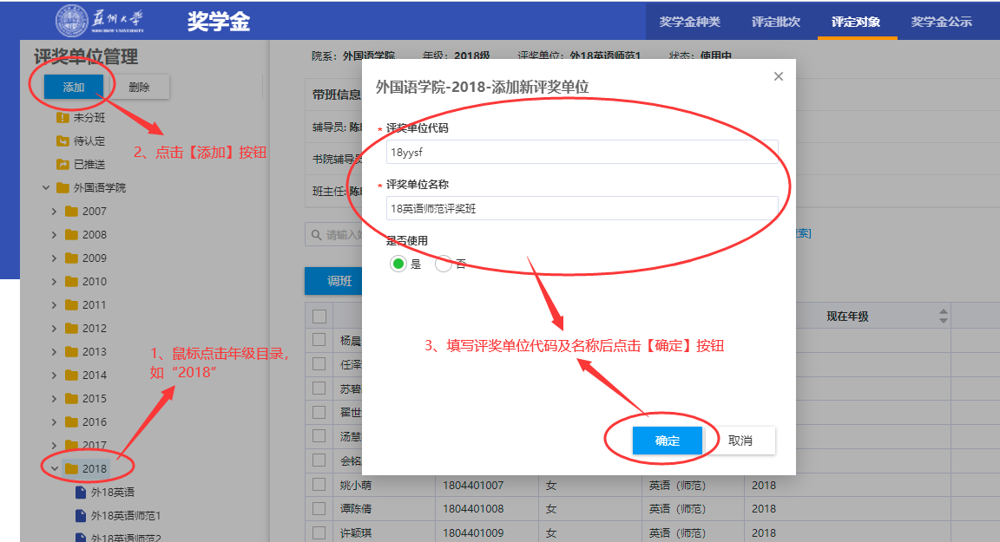 蘇州大学
SOOCHOW UNIVERSITY
奖学金
奖学金种类
评定批次
评定对象
奖学金公示
评奖单位管理
添加
删除
未分班
待认定
已推送
外国语学院
2007
2008
2009
2010
2011
2012
2013
2014
2015
2016
2017
2018
外18英语
外18英语师范1
外18英语师范2
2、点击【添加】按钮
1、鼠标点击年级目录，
如“2018”
院系：外国语学院
年级：2018级
评奖单位：外18英语师范1
状态：使用中
带班信息
辅导员: 陈
书院辅导员
班主任: 陈
请输入
索]
调班
现在年级
杨晨
任泽
苏碧
翟世
汤慧
会铭
姚小萌 1804401007 女 英语（师范） 2018
谭陈倩 1804401008 女 英语（师范） 2018
许颖琪 1804401009 女 英语（师范） 2018
外国语学院-2018-添加新评奖单位
×
* 评奖单位代码
18yysf
* 评奖单位名称
18英语师范评奖班
是否使用
是 否
3、填写评奖单位代码及名称后点击【确定】按钮
确定
取消